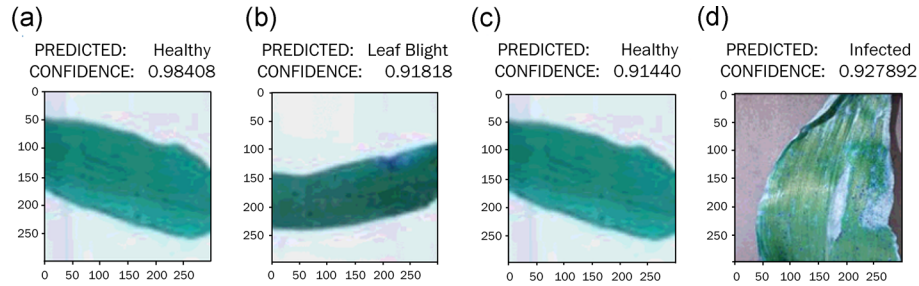 (a)
PREDICTED: Healthy
CONFIDENCE: 0.98408
0
50
100
150
200
250
0 50 100 150 200 250
(b)
PREDICTED: Leaf Blight
CONFIDENCE: 0.91818
0
50
100
150
200
250
0 50 100 150 200 250
(c)
PREDICTED: Healthy
CONFIDENCE: 0.91440
0
50
100
150
200
250
0 50 100 150 200 250
(d)
PREDICTED: Infected
CONFIDENCE: 0.927892
0
50
100
150
200
250
0 50 100 150 200 250